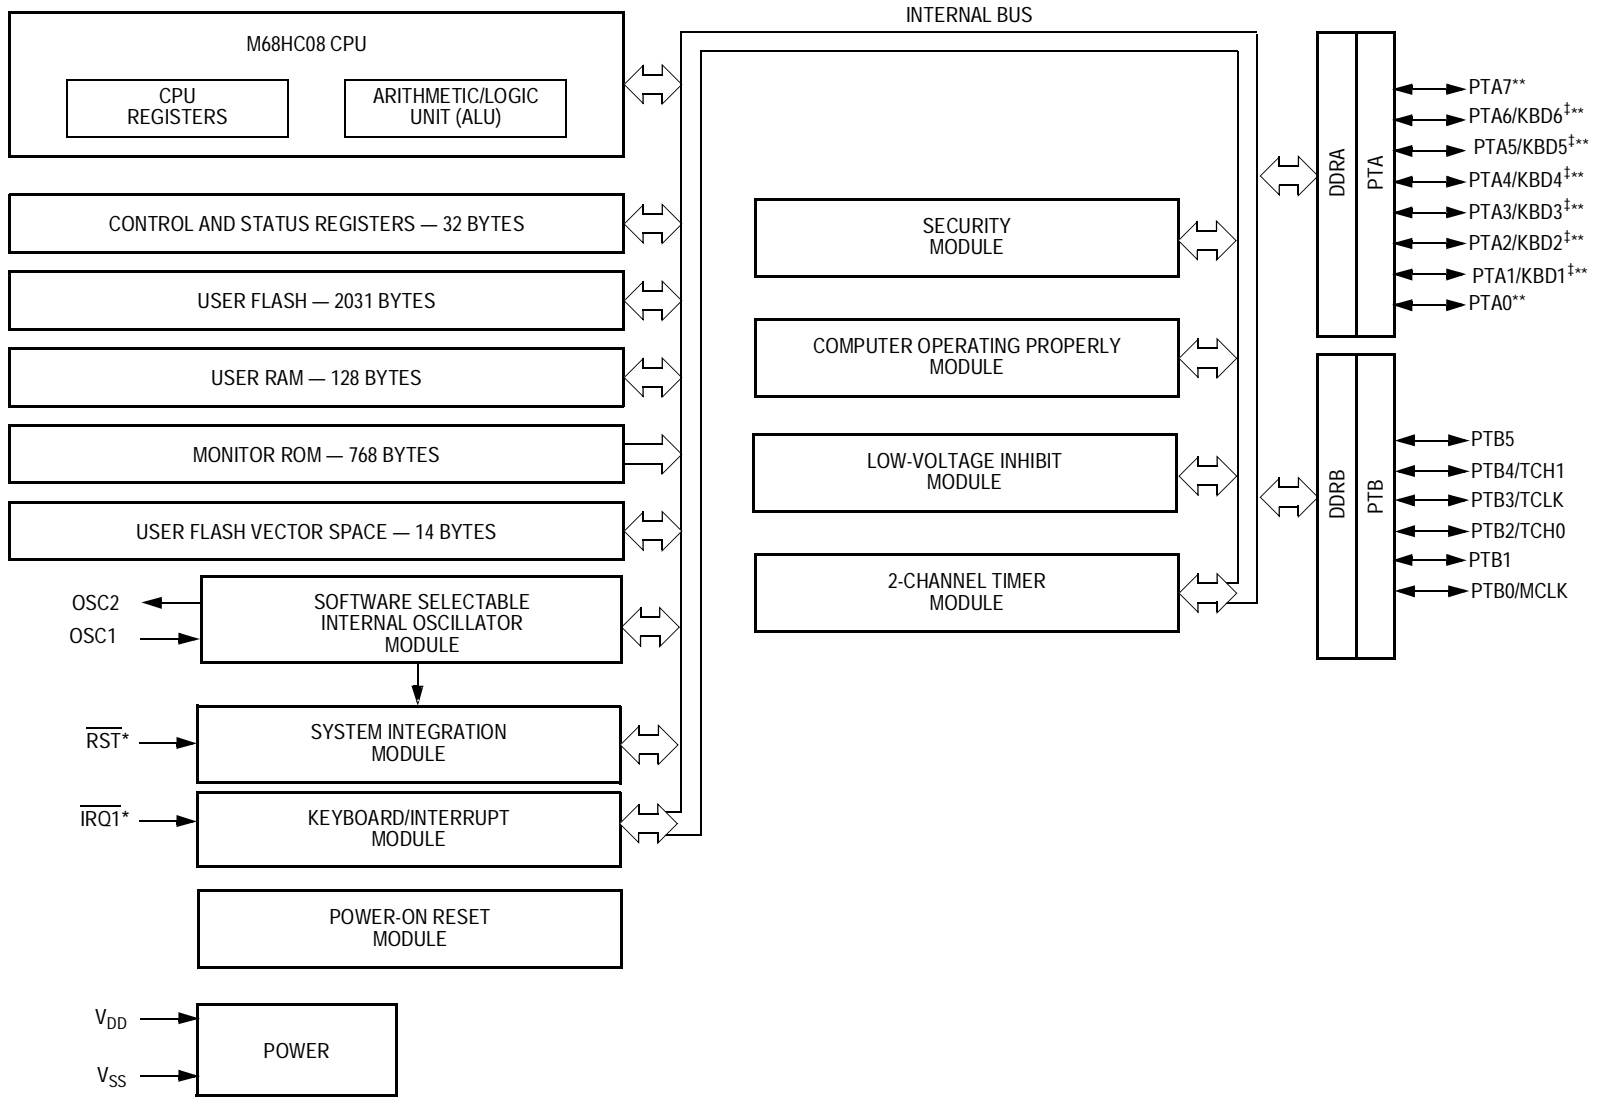 INTERNAL BUS
M68HC08 CPU
CPU
REGISTERS
ARITHMETIC/LOGIC
UNIT (ALU)
CONTROL AND STATUS REGISTERS — 32 BYTES
USER FLASH — 2031 BYTES
USER RAM — 128 BYTES
MONITOR ROM — 768 BYTES
USER FLASH VECTOR SPACE — 14 BYTES
OSC2
OSC1
SOFTWARE SELECTABLE
INTERNAL OSCILLATOR
MODULE
RST*
SYSTEM INTEGRATION
MODULE
IRQ1*
KEYBOARD/INTERRUPT
MODULE
POWER-ON RESET
MODULE
VDD
VSS
POWER
SECURITY
MODULE
COMPUTER OPERATING PROPERLY
MODULE
LOW-VOLTAGE INHIBIT
MODULE
2-CHANNEL TIMER
MODULE
DDRA
PTA
PTA7**
PTA6/KBD6‡**
PTA5/KBD5‡**
PTA4/KBD4‡**
PTA3/KBD3‡**
PTA2/KBD2‡**
PTA1/KBD1‡**
PTA0**
DDRB
PTB
PTB5
PTB4/TCH1
PTB3/TCLK
PTB2/TCH0
PTB1
PTB0/MCLK